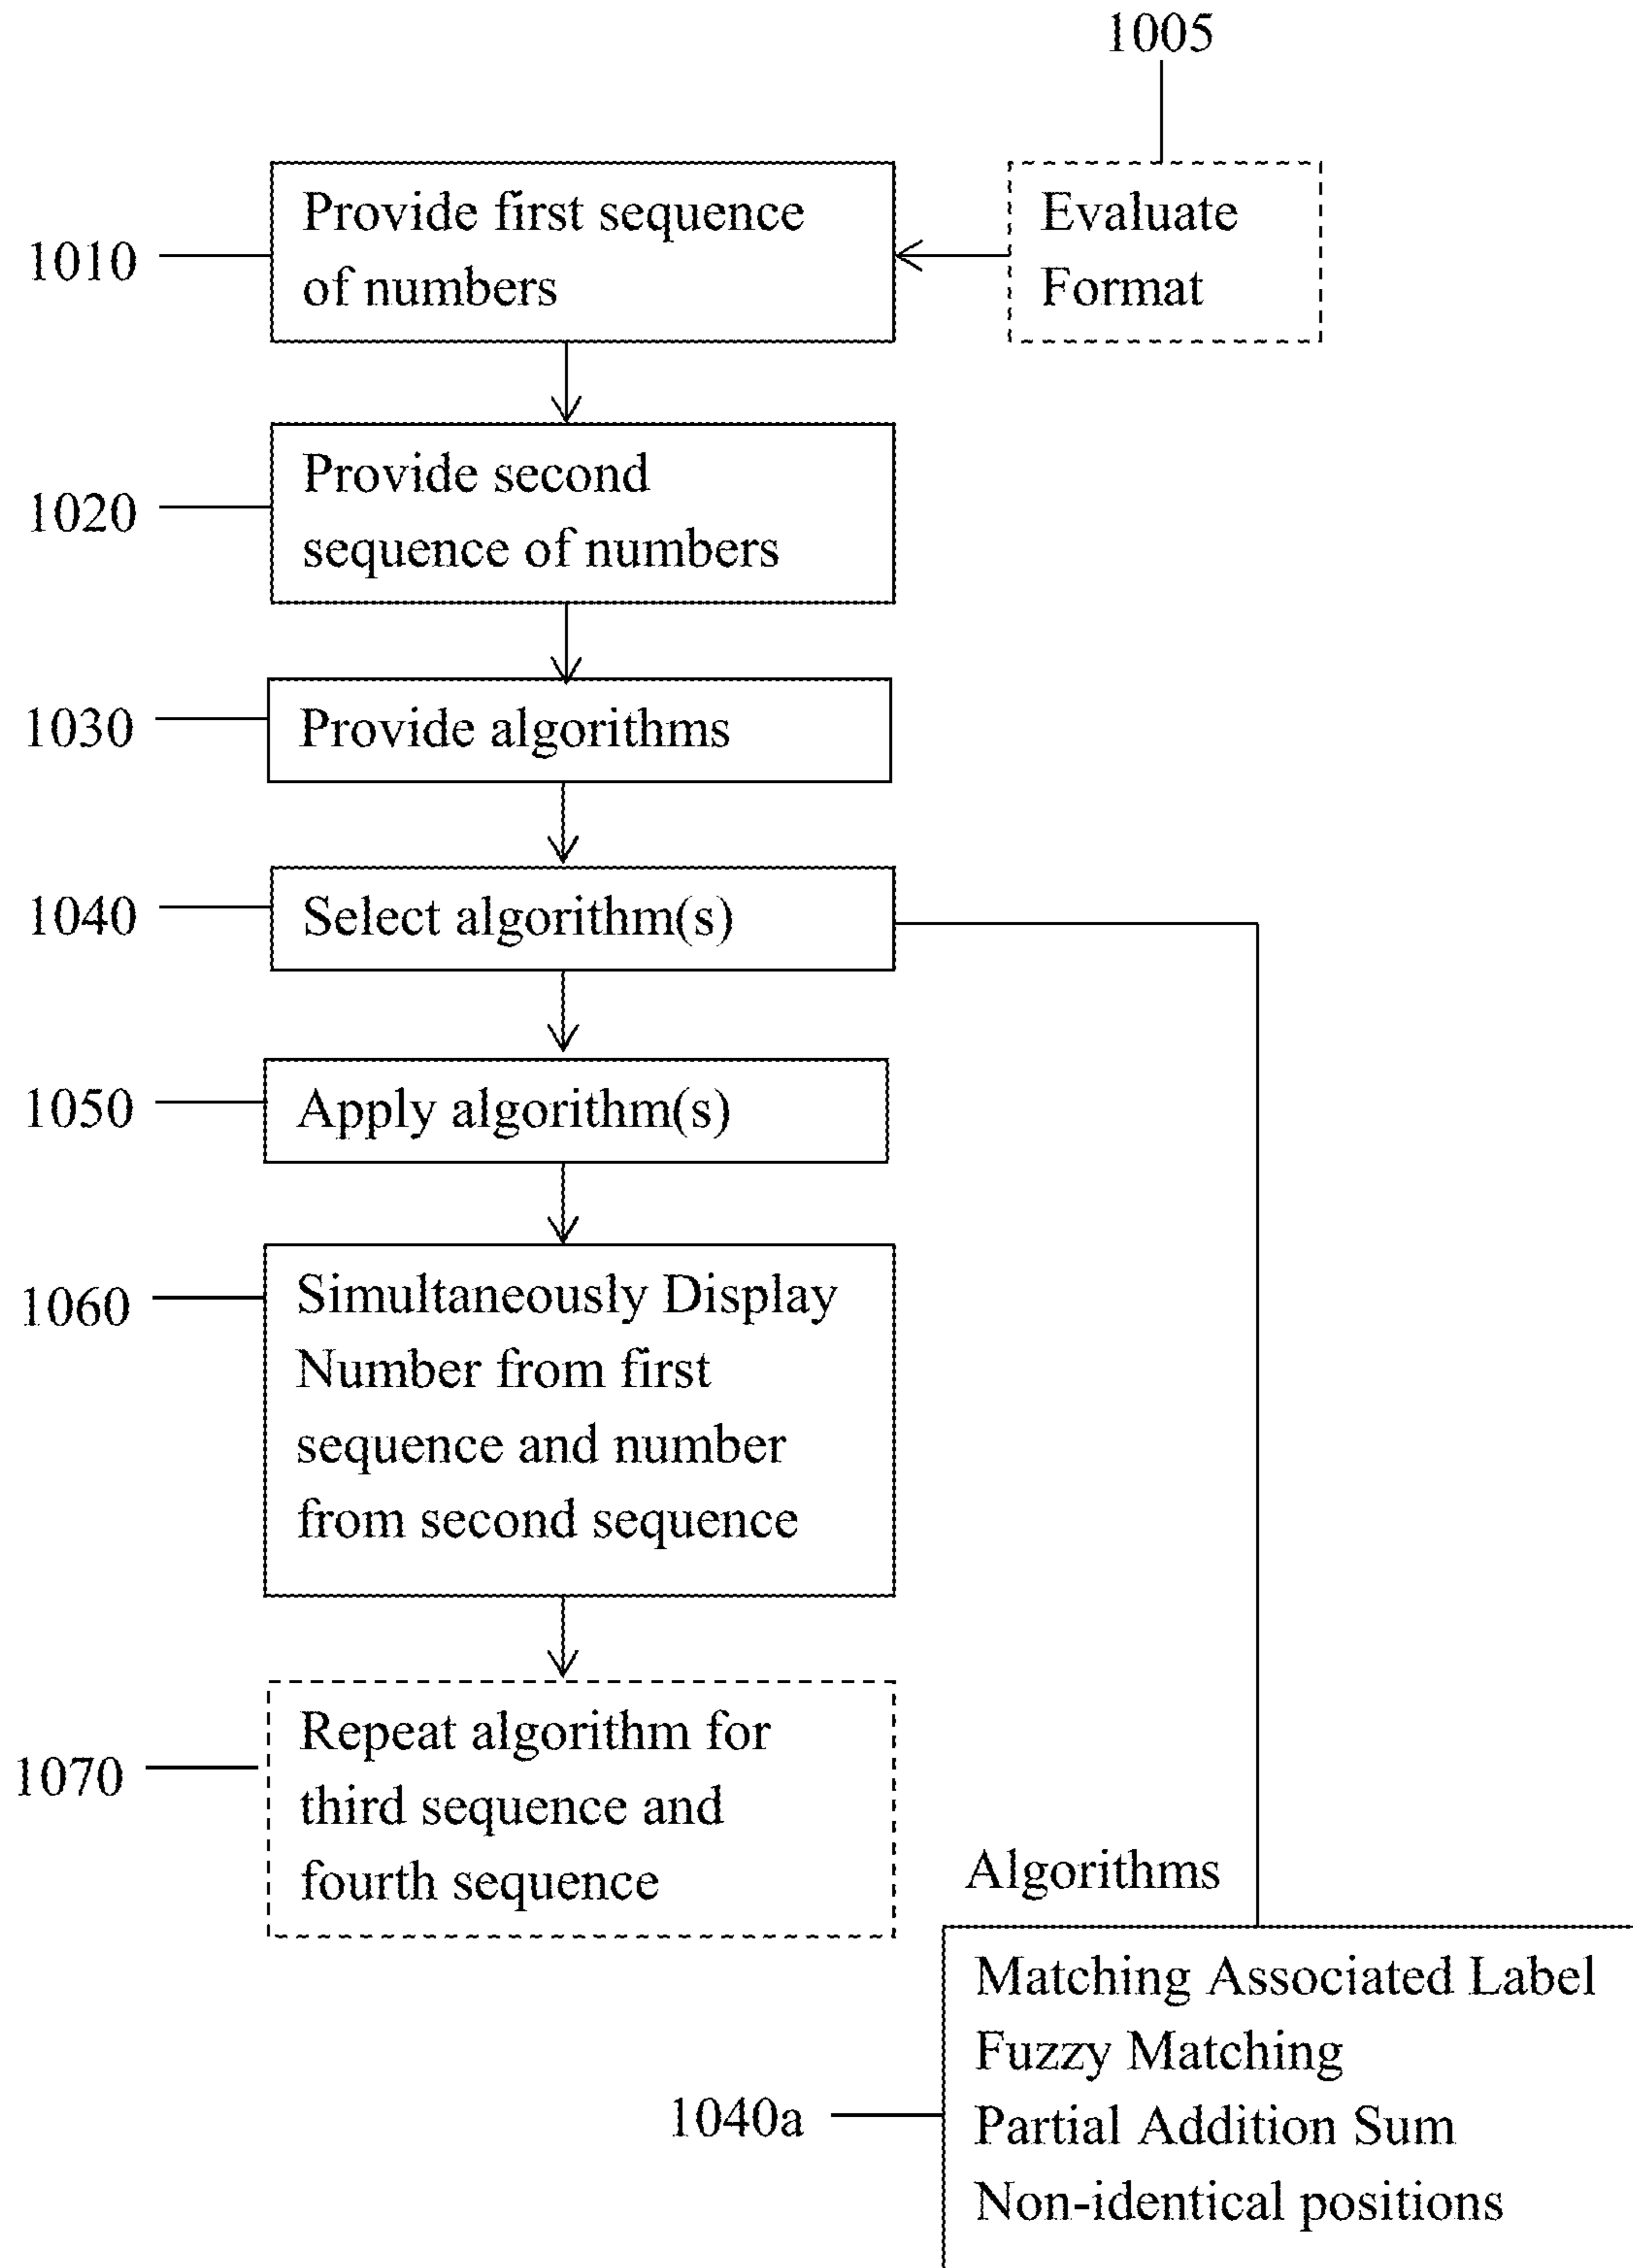 1005
Evaluate
Format
1010
Provide first sequence
of numbers
1020
Provide second
sequence of numbers
1030
Provide algorithms
1040
Select algorithm(s)
1050
Apply algorithm(s)
1060
Simultaneously Display
Number from first
sequence and number
from second sequence
1070
Repeat algorithm for
third sequence and
fourth sequence
Algorithms
1040a
Matching Associated Label
Fuzzy Matching
Partial Addition Sum
Non-identical positions